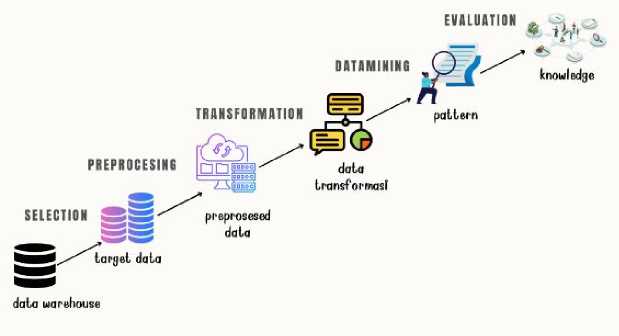 EVALUATION
knowledge
DATAMINING
pattern
TRANSFORMATION
data
transformasi
PREPROCESING
preprosesed
data
SELECTION
target data
data warehouse